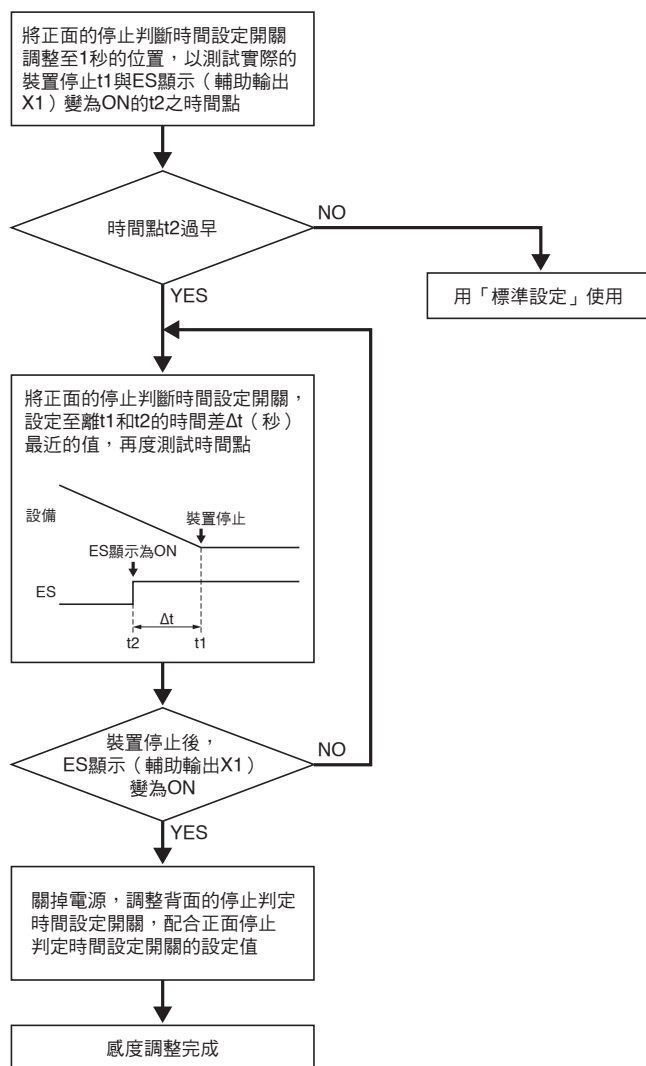 將正面的停止判斷時間設定開關
調整至1秒的位置，以測試實際的
裝置停止t1與ES顯示（輔助輸出
X1）變為ON的t2之時間點
時間點t2過早
NO
YES
用「標準設定」使用
將正面的停止判斷時間設定開關，
設定至離t1和t2的時間差Δt（秒）
最近的值，再度測試時間點
設備
裝置停止
ES顯示為ON
ES
Δt
t2
t1
裝置停止後，
ES顯示（輔助輸出X1）
變為ON
NO
YES
關掉電源，調整背面的停止判定
時間設定開關，配合正面停止
判定時間設定開關的設定值
感度調整完成